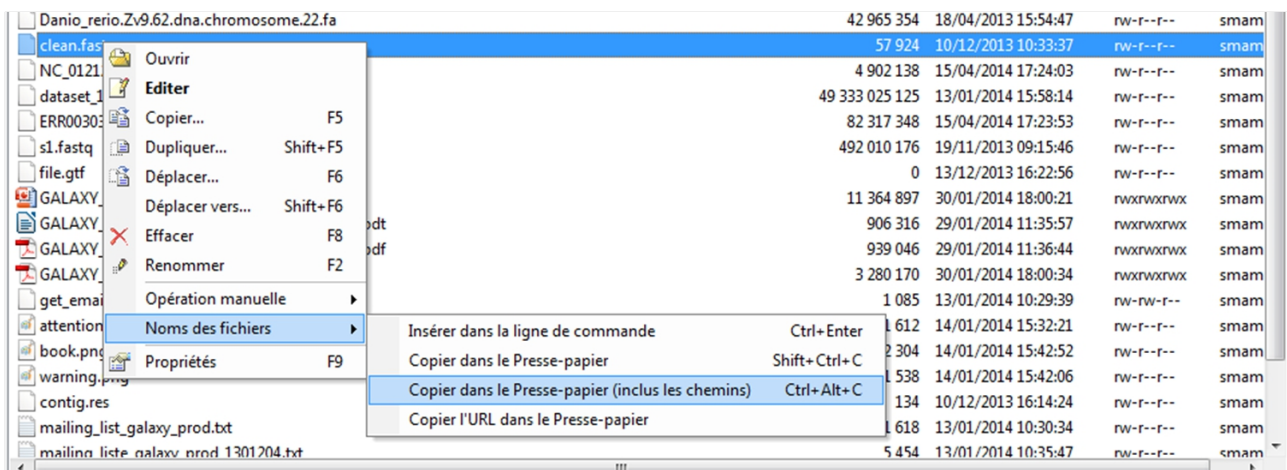 Danio_rerio.Zv9.62.dna.chromosome.22.fa 42 965 354 18/04/2013 15:54:47 rw-r--r-- smam
clean.fas 57 924 10/12/2013 10:33:37 rw-r--r-- smam
Ouvrir
NC_0121 4 902 138 15/04/2014 17:24:03 rw-r--r-- smam
Editer
dataset_1 49 333 025 125 13/01/2014 15:58:14 rw-r--r-- smam
ERR00303 Copier... F5 82 317 348 15/04/2014 17:23:53 rw-r--r-- smam
s1.fastq Dupliquer... Shift+F5 492 010 176 19/11/2013 09:15:46 rw-r--r-- smam
file.gtf Déplacer... F6 0 13/12/2013 16:22:56 rw-r--r-- smam
GALAXY_ 11 364 897 30/01/2014 18:00:21 rwxrwxrwx smam
Déplacer vers... Shift+F6
GALAXY_ odt 906 316 29/01/2014 11:35:57 rwxrwxrwx smam
Effacer F8
GALAXY_ pdf 939 046 29/01/2014 11:36:44 rwxrwxrwx smam
Renommer F2
GALAXY_ 3 280 170 30/01/2014 18:00:34 rwxrwxrwx smam
get_emai Opération manuelle 1 085 13/01/2014 10:29:39 rw-rw-r-- smam
attention Noms des fichiers Insérer dans la ligne de commande Ctrl+Enter 1 612 14/01/2014 15:32:21 rw-r--r-- smam
book.png Propriétés F9 Copier dans le Presse-papier Shift+Ctrl+C 2 304 14/01/2014 15:42:52 rw-r--r-- smam
warning.png Copier dans le Presse-papier (inclus les chemins) Ctrl+Alt+C 1 538 14/01/2014 15:42:06 rw-r--r-- smam
contig.res 134 10/12/2013 16:14:24 rw-r--r-- smam
Copier l'URL dans le Presse-papier
mailing_list_galaxy_prod.txt 1 618 13/01/2014 10:30:34 rw-r--r-- smam
mailing_liste_galaxy_prod_1301204.txt 5 454 13/01/2014 10:35:47 rw-r--r-- smam